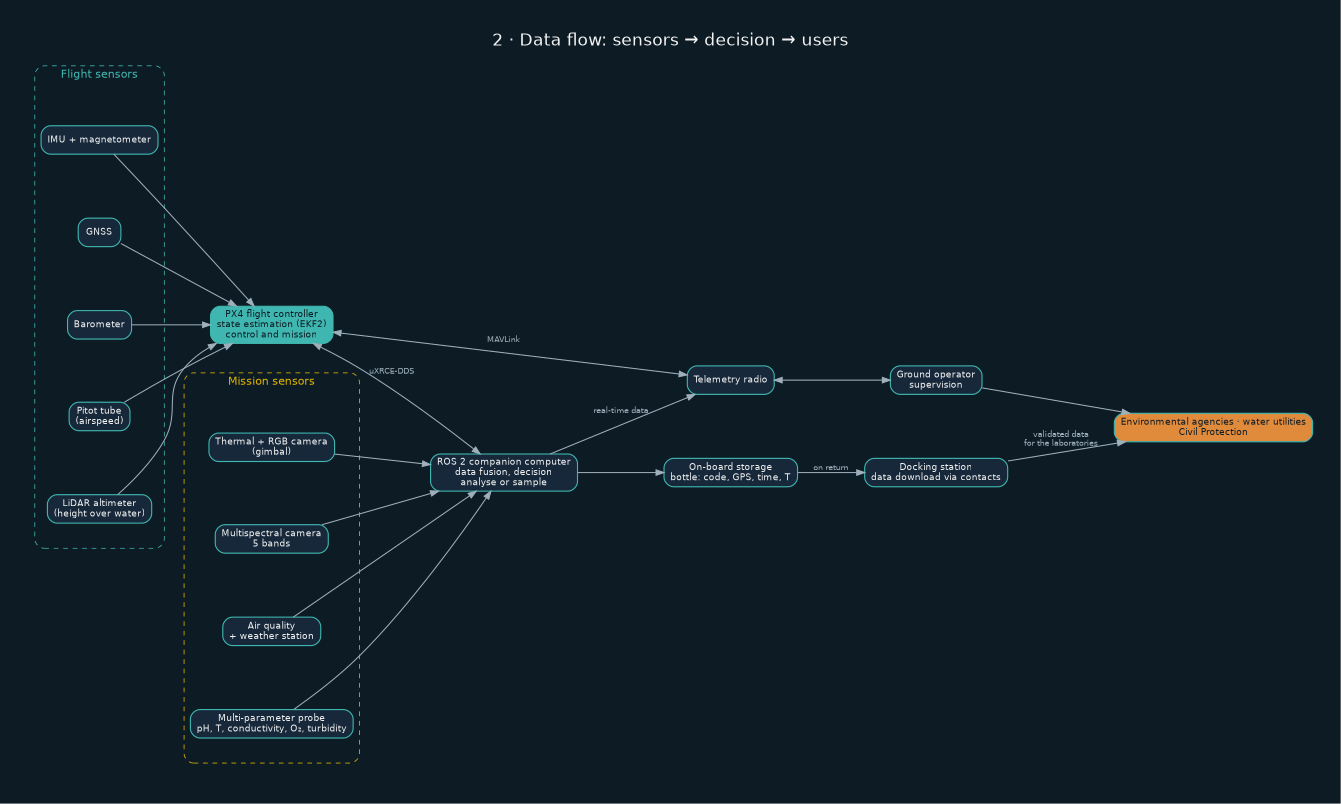 2 · Data flow: sensors → decision → users
Flight sensors
IMU + magnetometer
GNSS
Barometer
Pitot tube
(airspeed)
LiDAR altimeter
(height over water)
PX4 flight controller
state estimation (EKF2)
control and mission
Mission sensors
Thermal + RGB camera
(gimbal)
Multispectral camera
5 bands
Air quality
+ weather station
Multi-parameter probe
pH, T, conductivity, O₂, turbidity
MAVLink
uXRCE-DDS
ROS 2 companion computer
data fusion, decision
analyse or sample
real-time data
Telemetry radio
Ground operator
supervision
On-board storage
bottle: code, GPS, time, T
on return
Docking station
data download via contacts
validated data
for the laboratories
Environmental agencies · water utilities
Civil Protection